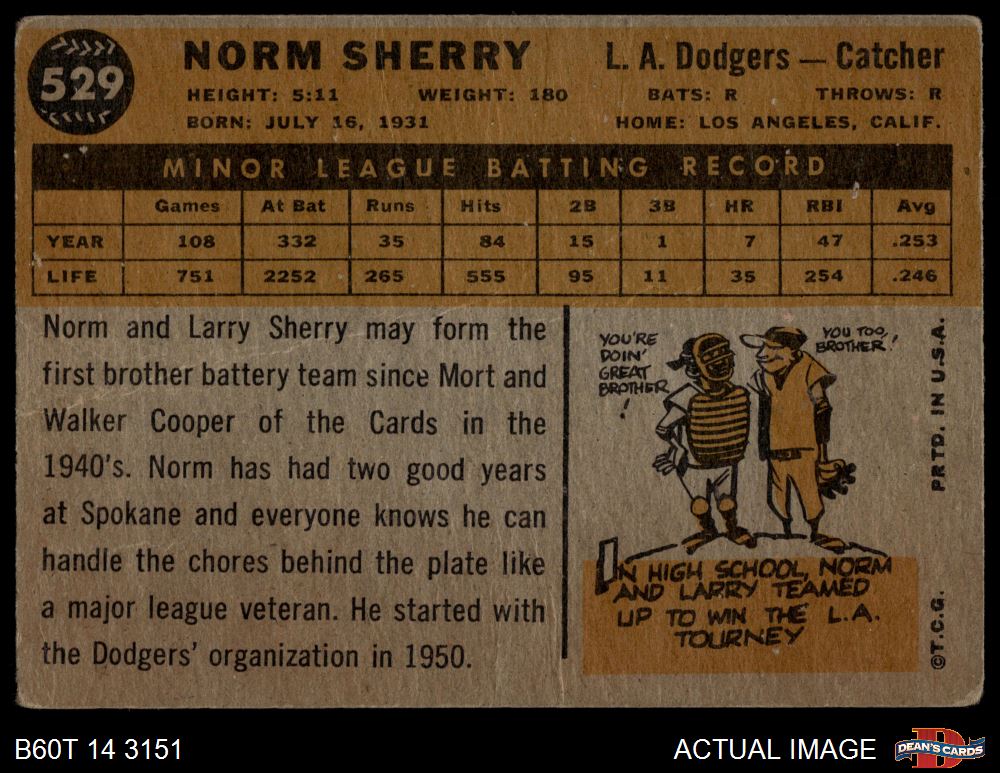 529
NORM SHERRY
L. A. Dodgers — Catcher
HEIGHT: 5:11 WEIGHT: 180 BATS: R THROWS: R
BORN: JULY 16, 1931 HOME: LOS ANGELES, CALIF.
MINOR LEAGUE BATTING RECORD
Games At Bat Runs Hits 2B 3B HR RBI Avg
YEAR 108 332 35 84 15 1 7 47 .253
LIFE 751 2252 265 555 95 11 35 254 .246
Norm and Larry Sherry may form the
first brother battery team since Mort and
Walker Cooper of the Cards in the
1940's. Norm has had two good years
at Spokane and everyone knows he can
handle the chores behind the plate like
a major league veteran. He started with
the Dodgers' organization in 1950.
YOU'RE
DOIN'
GREAT
BROTHER
!
YOU TOO,
BROTHER!
IN HIGH SCHOOL, NORM
AND LARRY TEAMED
UP TO WIN THE L.A.
TOURNEY
©T.C.G. PRTD. IN U.S.A.
B60T 14 3151
ACTUAL IMAGE
D
DEAN'S CARDS